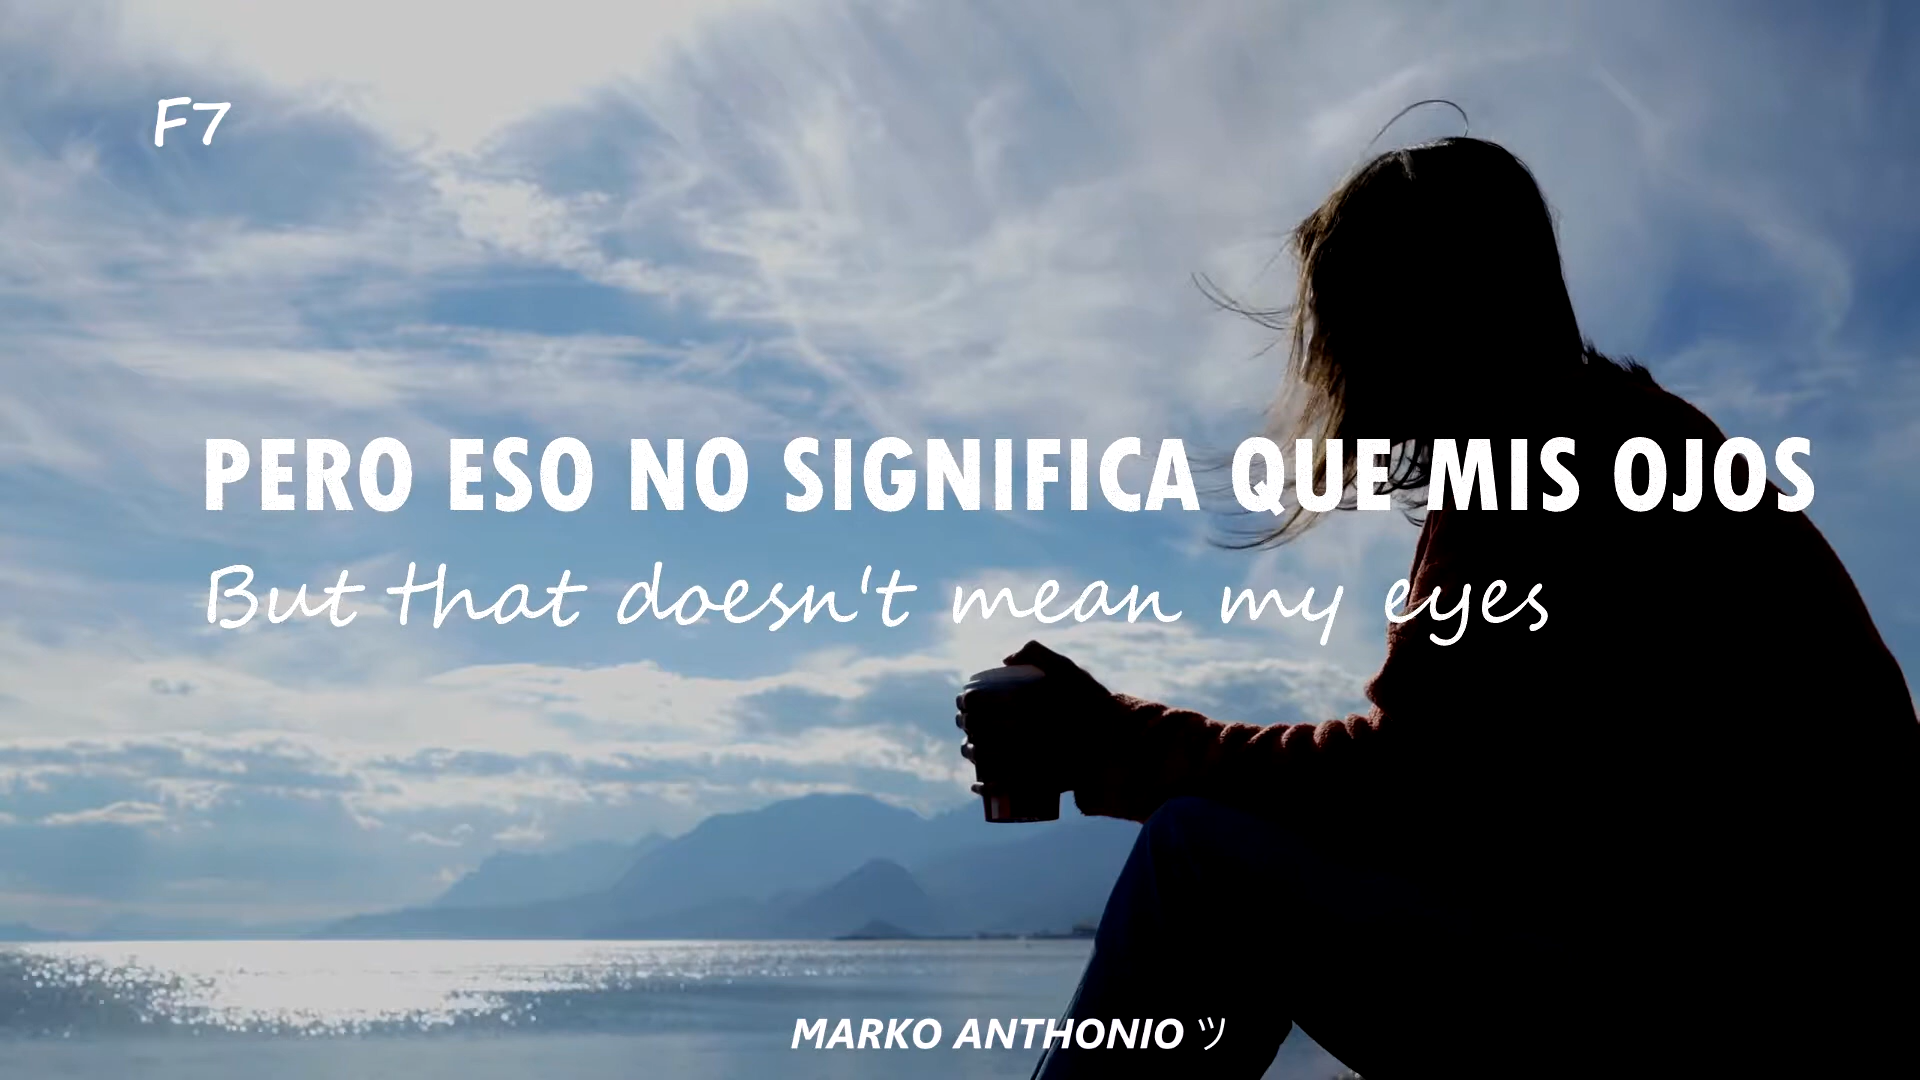 F7
PERO ESO NO SIGNIFICA QUE MIS OJOS
But that doesn't mean my eyes
MARKO ANTHONIO ツ